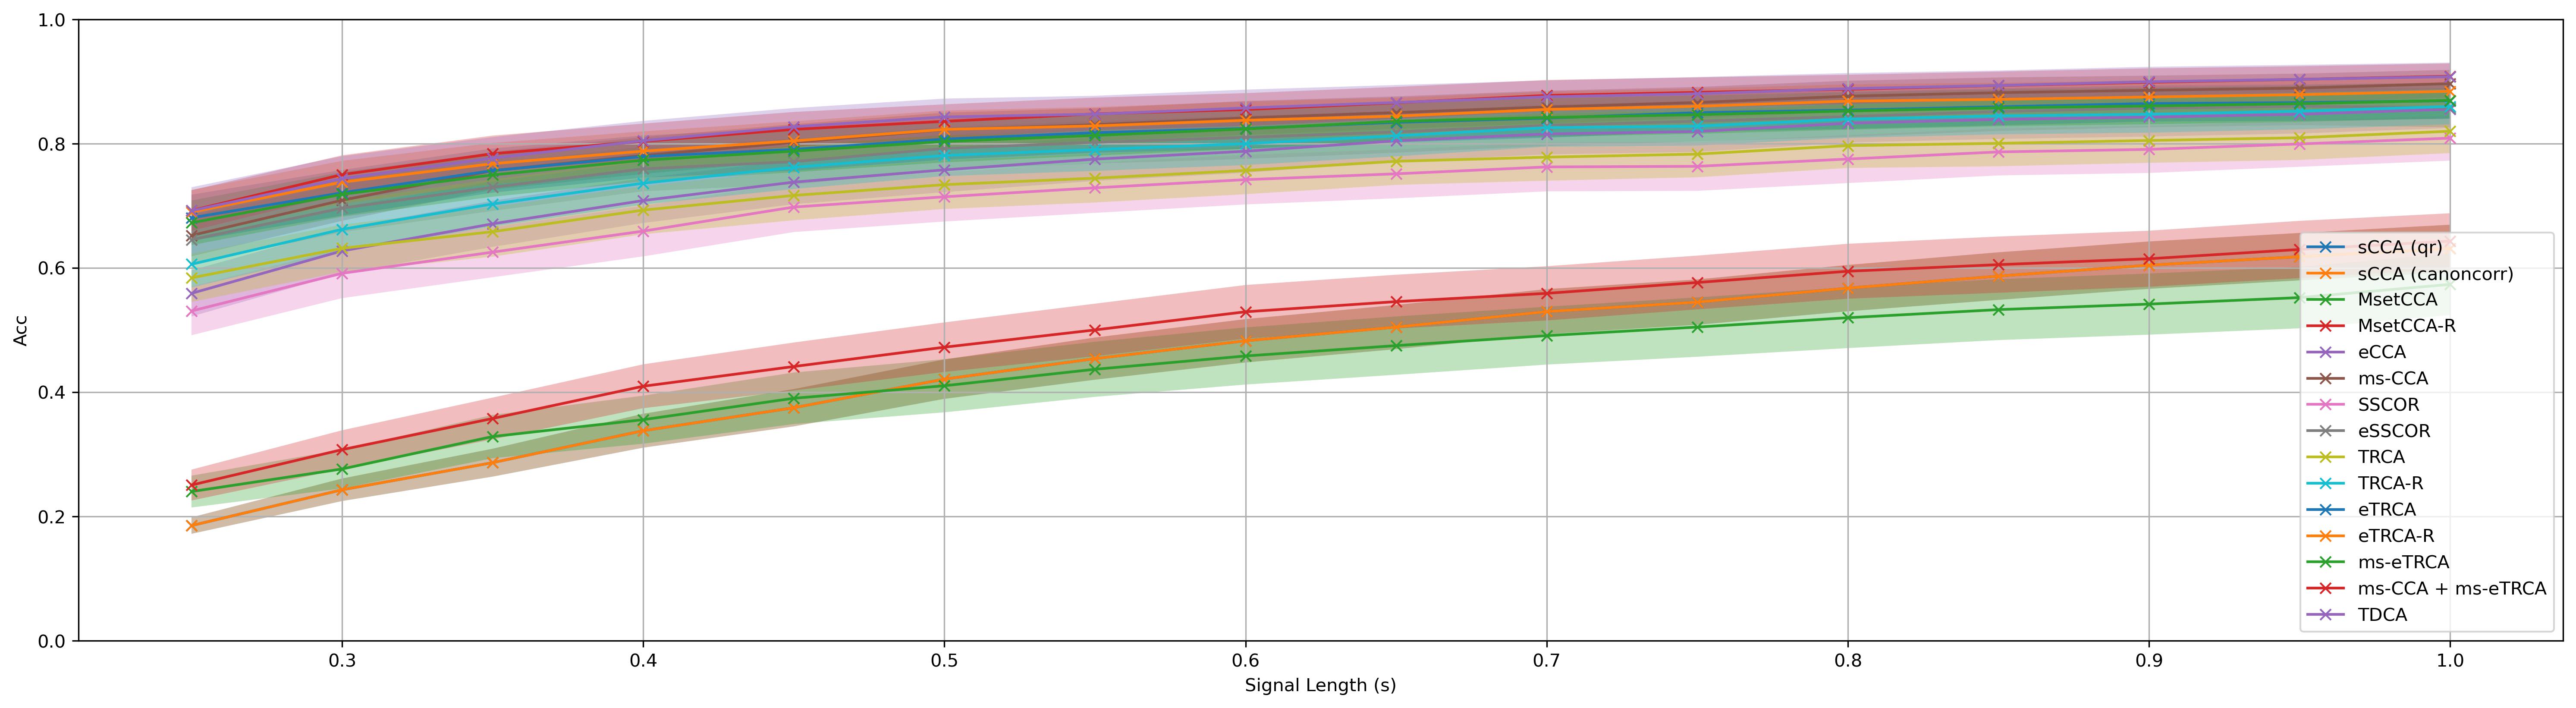 1.0
0.8
0.6
0.4
0.2
0.0
Acc
0.3 0.4 0.5 0.6 0.7 0.8 0.9 1.0
Signal Length (s)
sCCA (qr)
sCCA (canoncorr)
MsetCCA
MsetCCA-R
eCCA
ms-CCA
SSCOR
eSSCOR
TRCA
TRCA-R
eTRCA
eTRCA-R
ms-eTRCA
ms-CCA + ms-eTRCA
TDCA